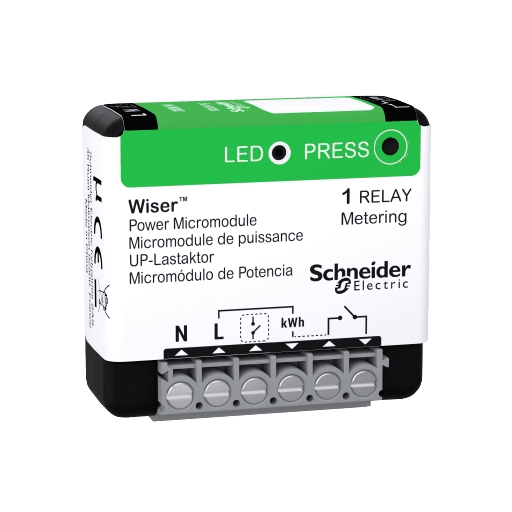 LED PRESS
Wiser™
Power Micromodule
Micromodule de puissance
UP-Lastaktor
Micromódulo de Potencia
1 RELAY
Metering
Schneider
Electric
N L kWh
CE